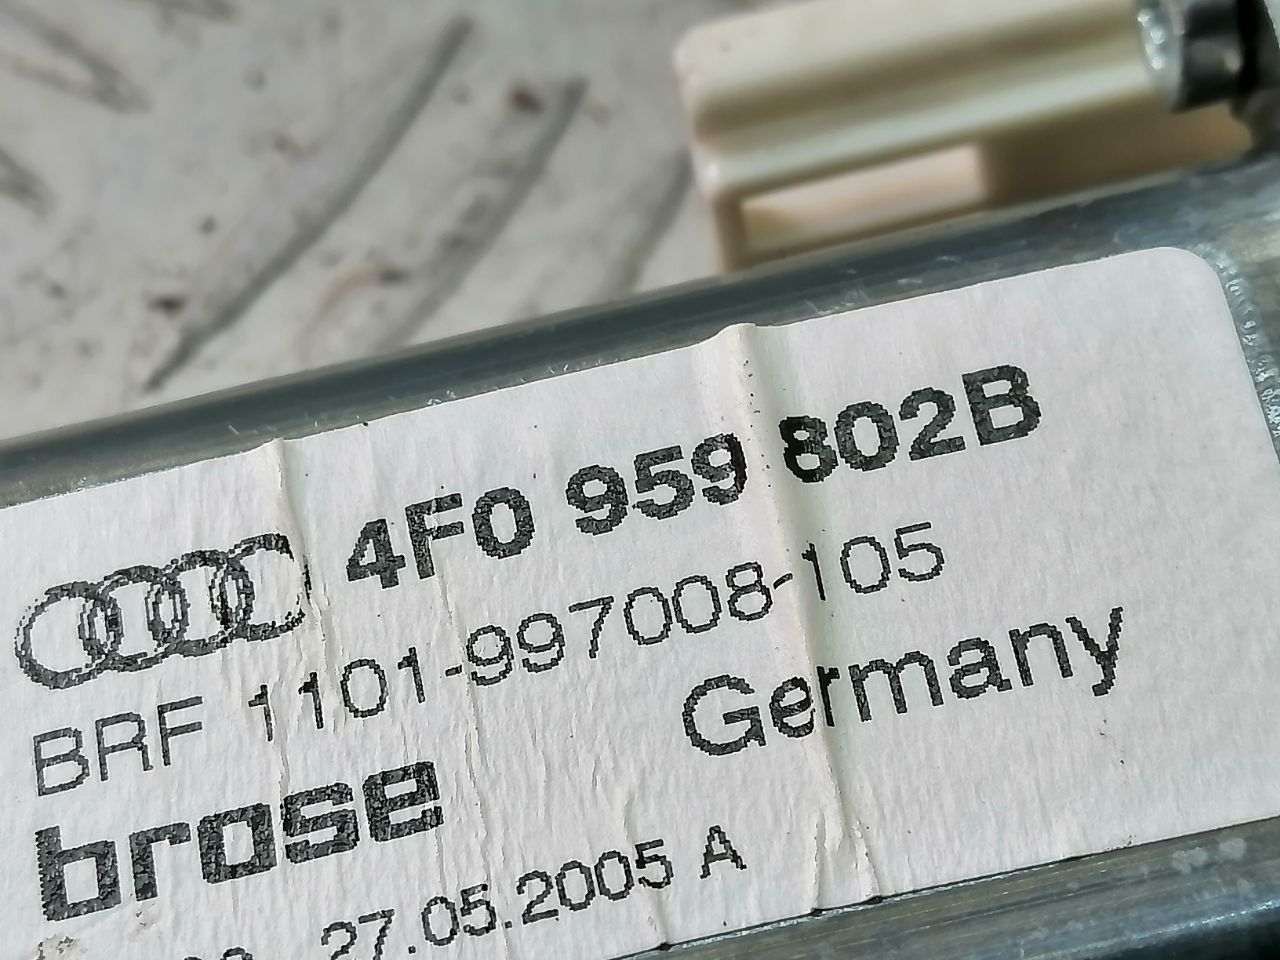 4F0 959 802B
BRF 1101-997008-105
Germany
brose
27.05.2005 A